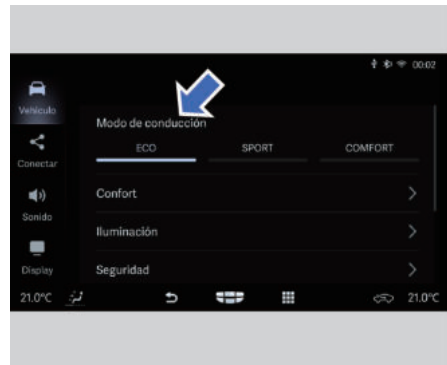 00:02
Vehículo
Modo de conducción
ECO SPORT COMFORT
Conectar
Confort
Sonido
Iluminación
Display
Seguridad
21.0°C 21.0°C